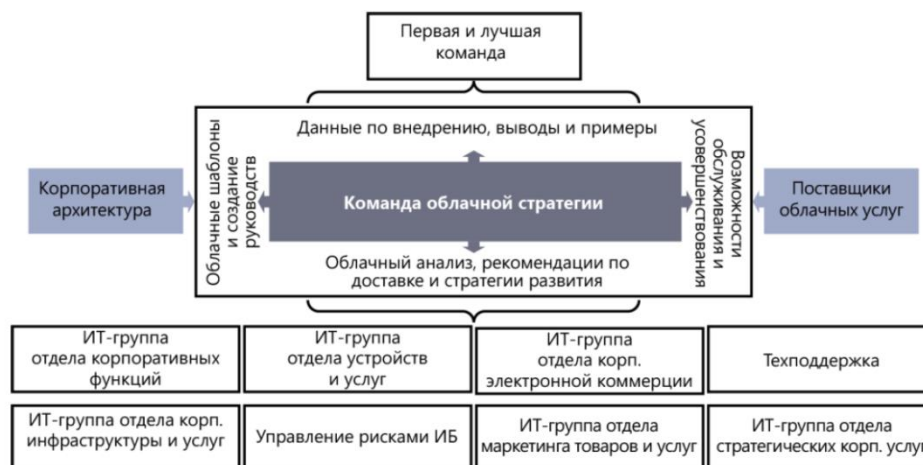 Первая и лучшая
команда
Данные по внедрению, выводы и примеры
Корпоративная
архитектура
Облачные шаблоны
и создание
руководств
Команда облачной стратегии
Возможности
обслуживания и
усовершенствования
Поставщики
облачных услуг
Облачный анализ, рекомендации по
доставке и стратегии развития
ИТ-группа
отдела корпоративных
функций
ИТ-группа
отдела устройств
и услуг
ИТ-группа
отдела корп.
электронной коммерции
Техподдержка
ИТ-группа отдела корп.
инфраструктуры и услуг
Управление рисками ИБ
ИТ-группа отдела
маркетинга товаров и услуг
ИТ-группа отдела
стратегических корп. услуг